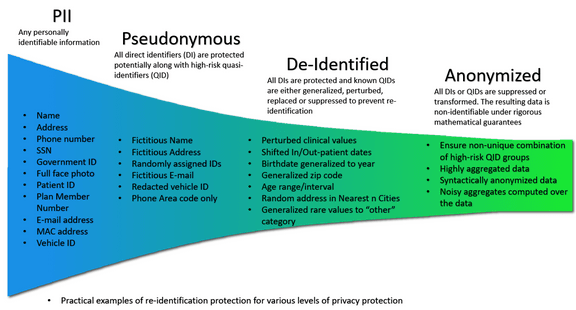 PII
Any personally
identifiable information
Pseudonymous
All direct identifiers (DI) are protected
potentially along with high-risk quasi-
identifiers (QID)
De-Identified
All DIs are protected and known QIDs
are either generalized, perturbed,
replaced or suppressed to prevent re-
identification
Anonymized
All DIs or QIDs are suppressed or
transformed. The resulting data is
non-identifiable under rigorous
mathematical guarantees
• Name
• Address
• Phone number
• SSN
• Government ID
• Full face photo
• Patient ID
• Plan Member
Number
• E-mail address
• MAC address
• Vehicle ID
• Fictitious Name
• Fictitious Address
• Randomly assigned IDs
• Fictitious E-mail
• Redacted vehicle ID
• Phone Area code only
• Perturbed clinical values
• Shifted In/Out-patient dates
• Birthdate generalized to year
• Generalized zip code
• Age range/interval
• Random address in Nearest n Cities
• Generalized rare values to “other”
category
• Ensure non-unique combination
of high-risk QID groups
• Highly aggregated data
• Syntactically anonymized data
• Noisy aggregates computed over
the data
• Practical examples of re-identification protection for various levels of privacy protection